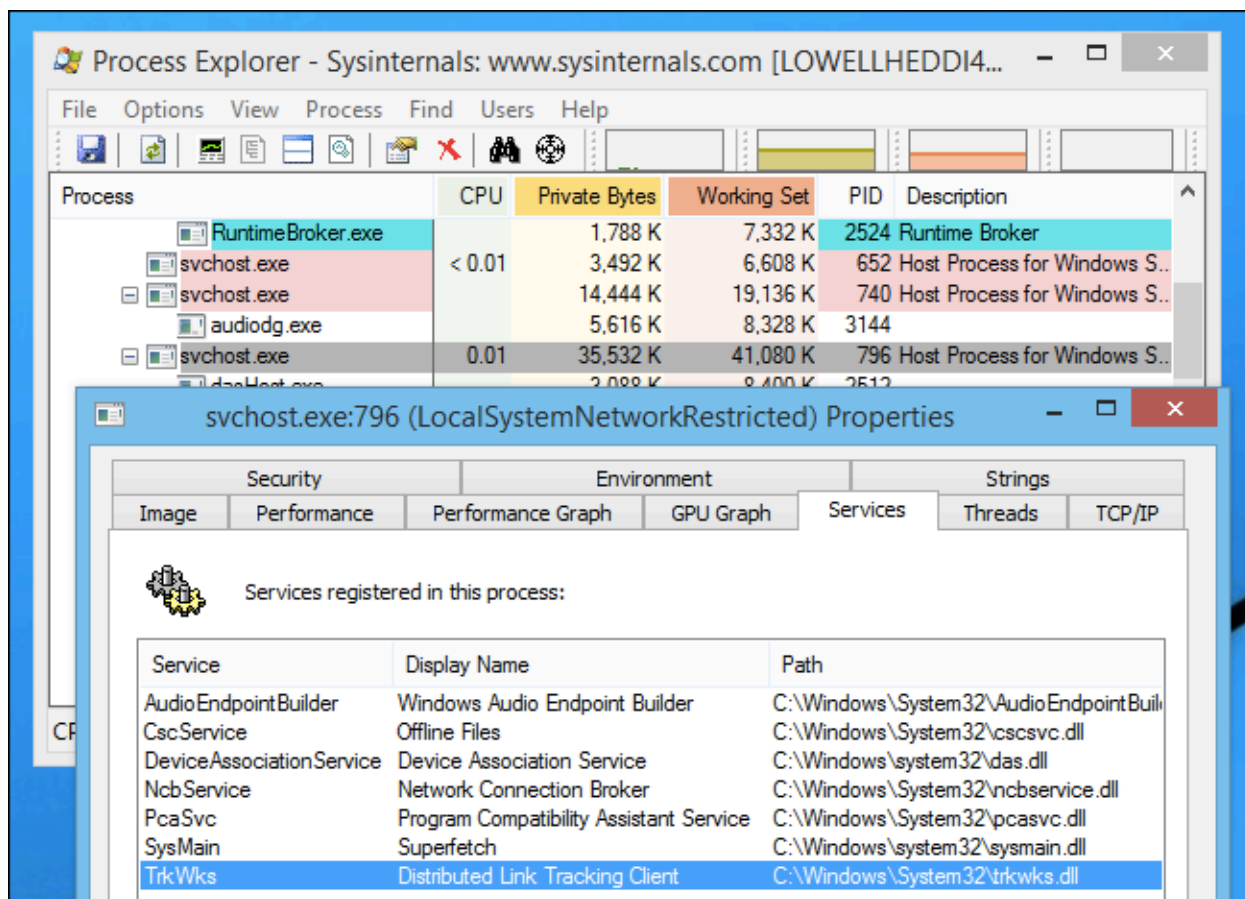 Process Explorer - Sysinternals: www.sysinternals.com [LOWELLHEDDI4...
File Options View Process Find Users Help
Process CPU Private Bytes Working Set PID Description
RuntimeBroker.exe 1,788 K 7,332 K 2524 Runtime Broker
svchost.exe < 0.01 3,492 K 6,608 K 652 Host Process for Windows S...
svchost.exe 14,444 K 19,136 K 740 Host Process for Windows S...
audiodg.exe 5,616 K 8,328 K 3144
svchost.exe 0.01 35,532 K 41,080 K 796 Host Process for Windows S...
dasHost.exe 3,088 K 8,400 K 2512
svchost.exe:796 (LocalSystemNetworkRestricted) Properties
Security Environment Strings
Image Performance Performance Graph GPU Graph Services Threads TCP/IP
Services registered in this process:
Service Display Name Path
AudioEndpointBuilder Windows Audio Endpoint Builder C:\Windows\System32\AudioEndpointBuil
CscService Offline Files C:\Windows\System32\cscsvc.dll
DeviceAssociationService Device Association Service C:\Windows\system32\das.dll
NcbService Network Connection Broker C:\Windows\System32\ncbservice.dll
PcaSvc Program Compatibility Assistant Service C:\Windows\System32\pcasvc.dll
SysMain Superfetch C:\Windows\system32\sysmain.dll
TrkWks Distributed Link Tracking Client C:\Windows\System32\trkwks.dll